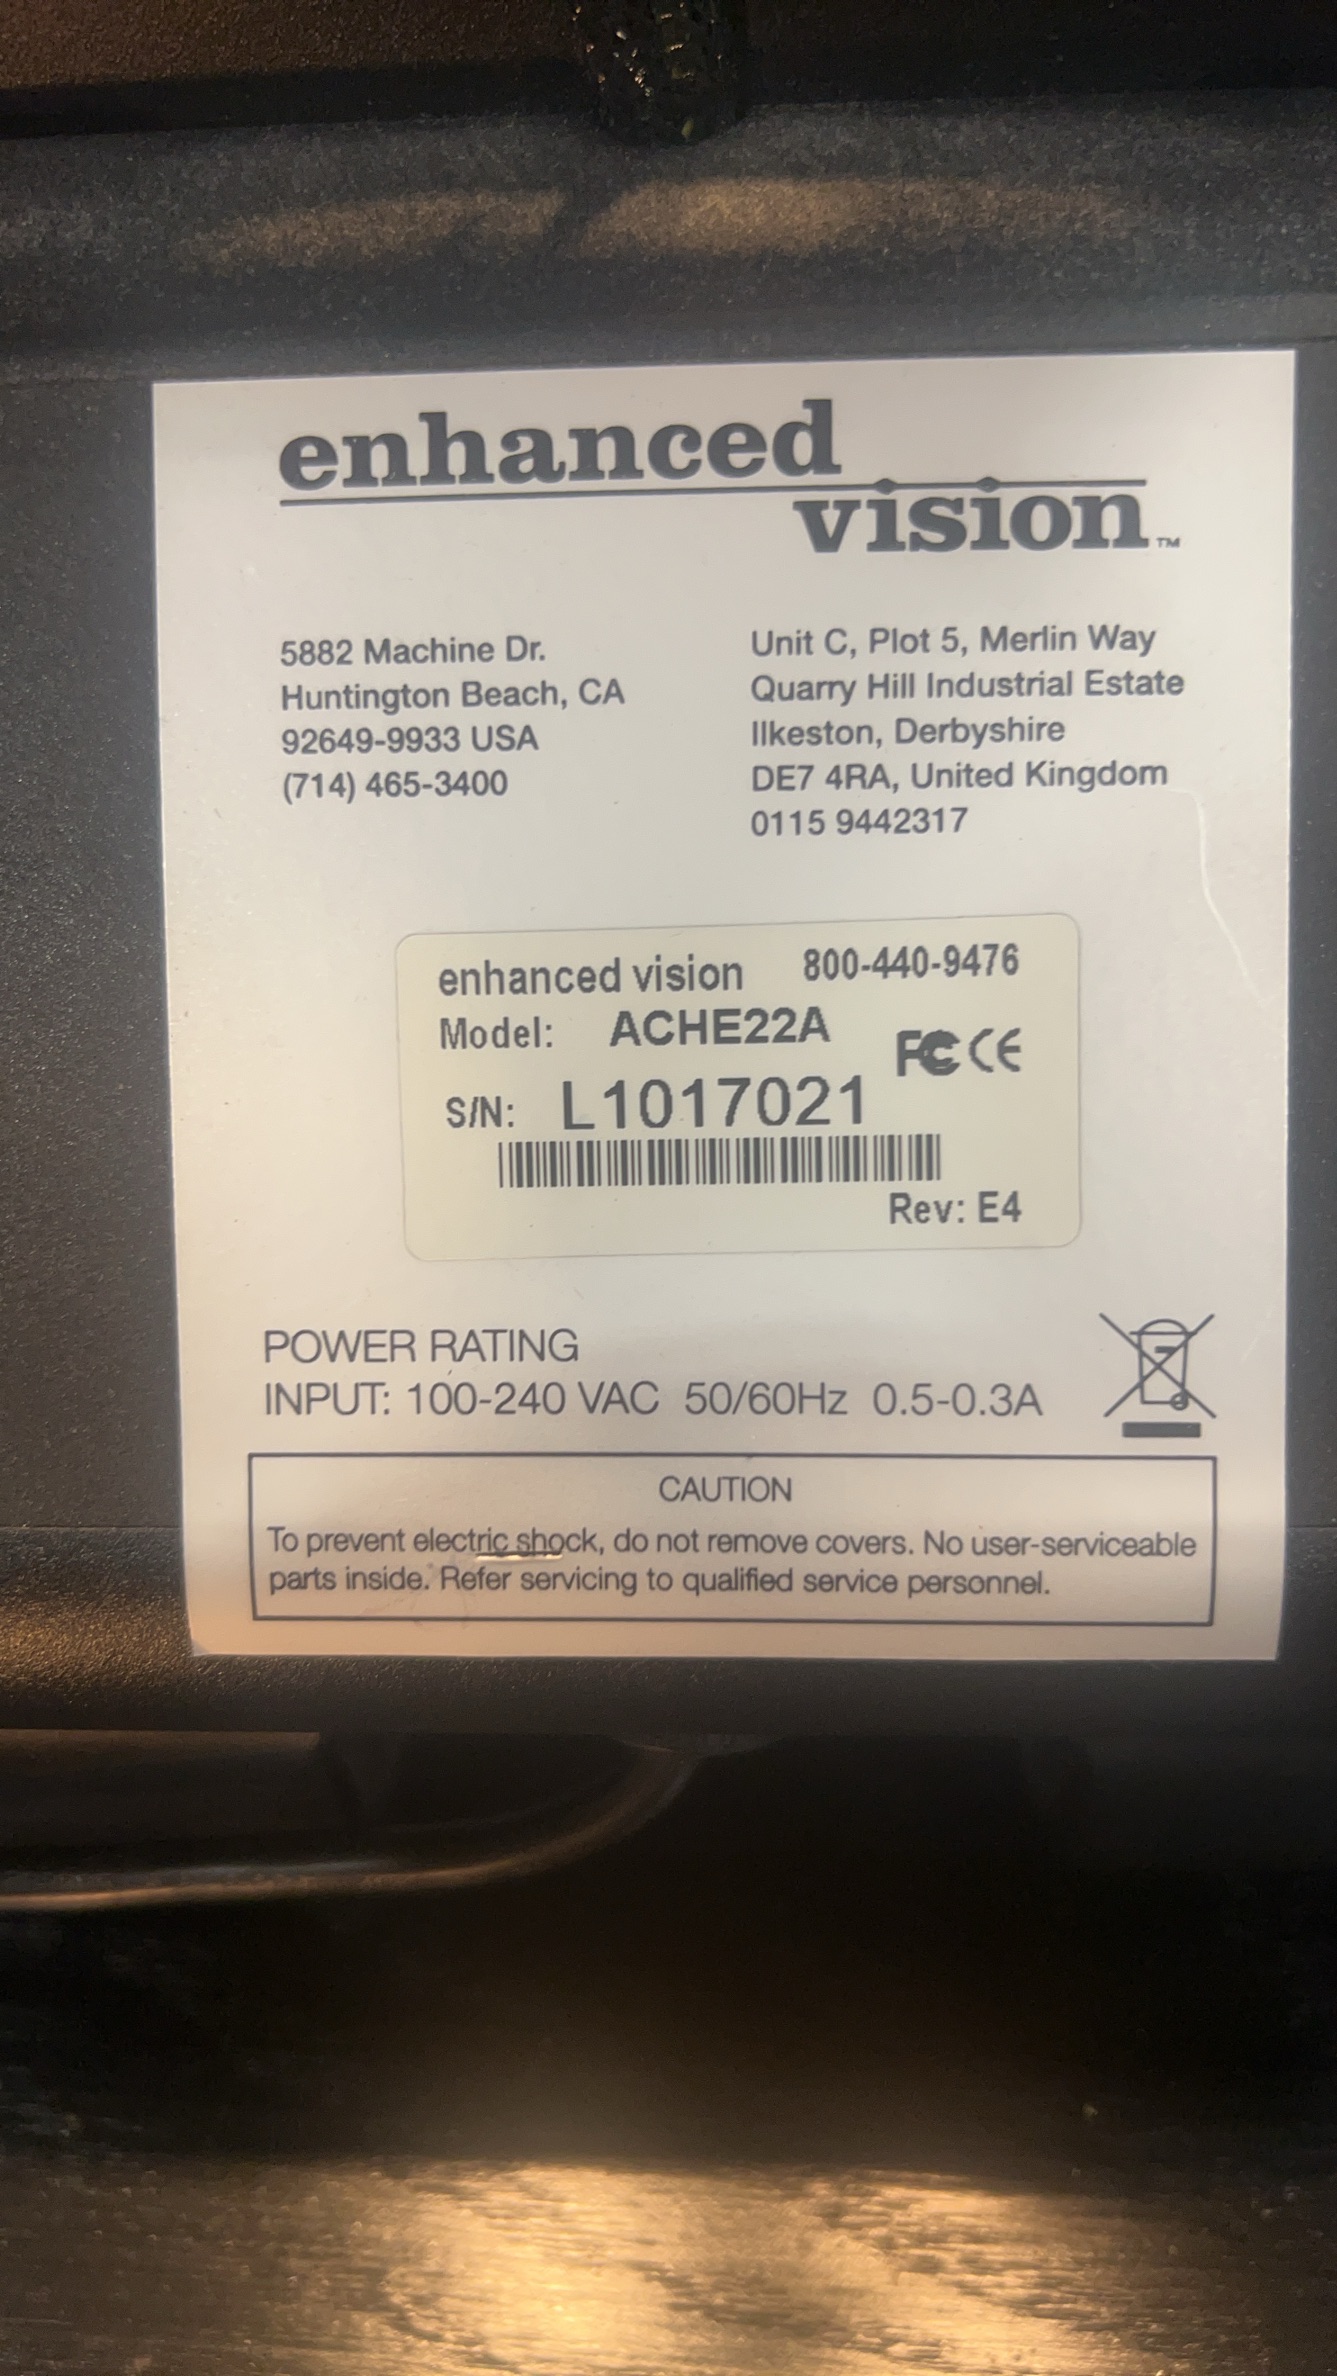 enhanced
vision™
5882 Machine Dr.
Huntington Beach, CA
92649-9933 USA
(714) 465-3400
Unit C, Plot 5, Merlin Way
Quarry Hill Industrial Estate
Ilkeston, Derbyshire
DE7 4RA, United Kingdom
0115 9442317
enhanced vision 800-440-9476
Model: ACHE22A
FC CE
S/N: L1017021
Rev: E4
POWER RATING
INPUT: 100-240 VAC 50/60Hz 0.5-0.3A
CAUTION
To prevent electric shock, do not remove covers. No user-serviceable
parts inside. Refer servicing to qualified service personnel.